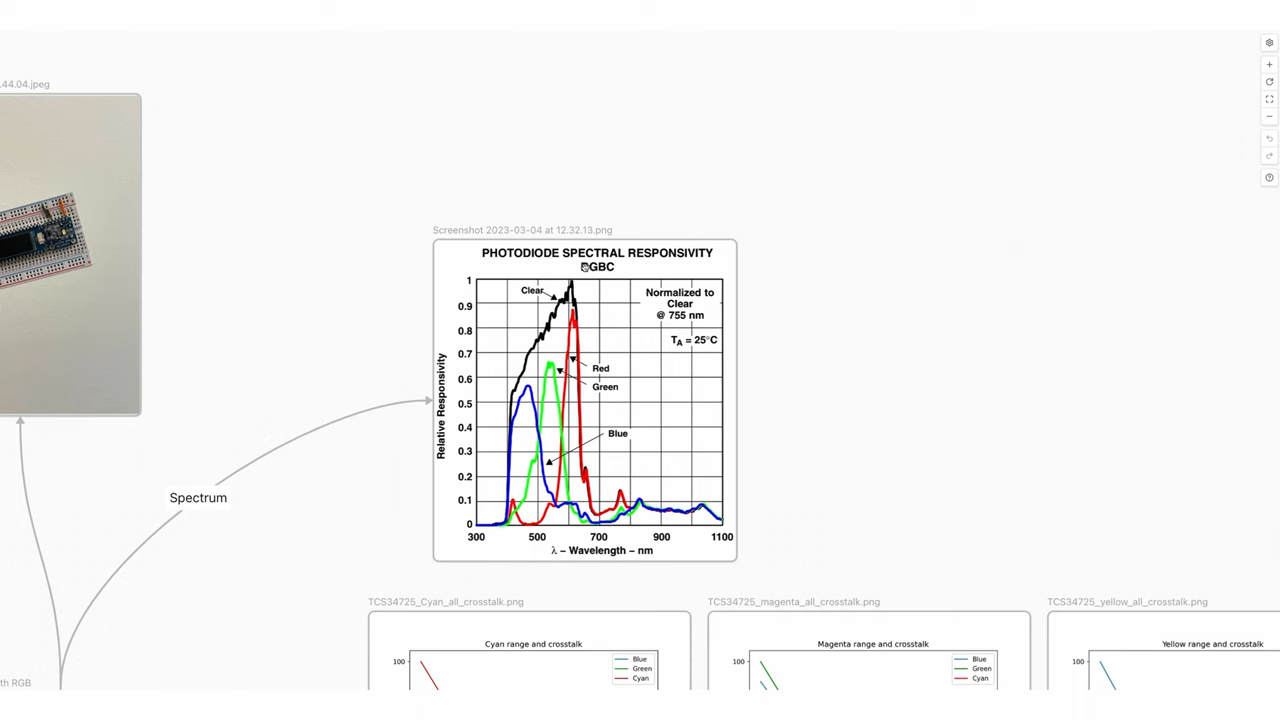 .44.04.jpeg
Screenshot 2023-03-04 at 12.32.13.png
PHOTODIODE SPECTRAL RESPONSIVITY
GBC
1
0.9
0.8
0.7
0.6
0.5
0.4
0.3
0.2
0.1
0
Relative Responsivity
Clear
Normalized to
Clear
@ 755 nm
TA = 25°C
Red
Green
Blue
300
500
700
900
1100
λ – Wavelength – nm
Spectrum
th RGB
TCS34725_Cyan_all_crosstalk.png
Cyan range and crosstalk
100
Blue
Green
Cyan
TCS34725_magenta_all_crosstalk.png
Magenta range and crosstalk
100
Blue
Green
Cyan
TCS34725_yellow_all_crosstalk.png
Yellow range and crosstalk
100